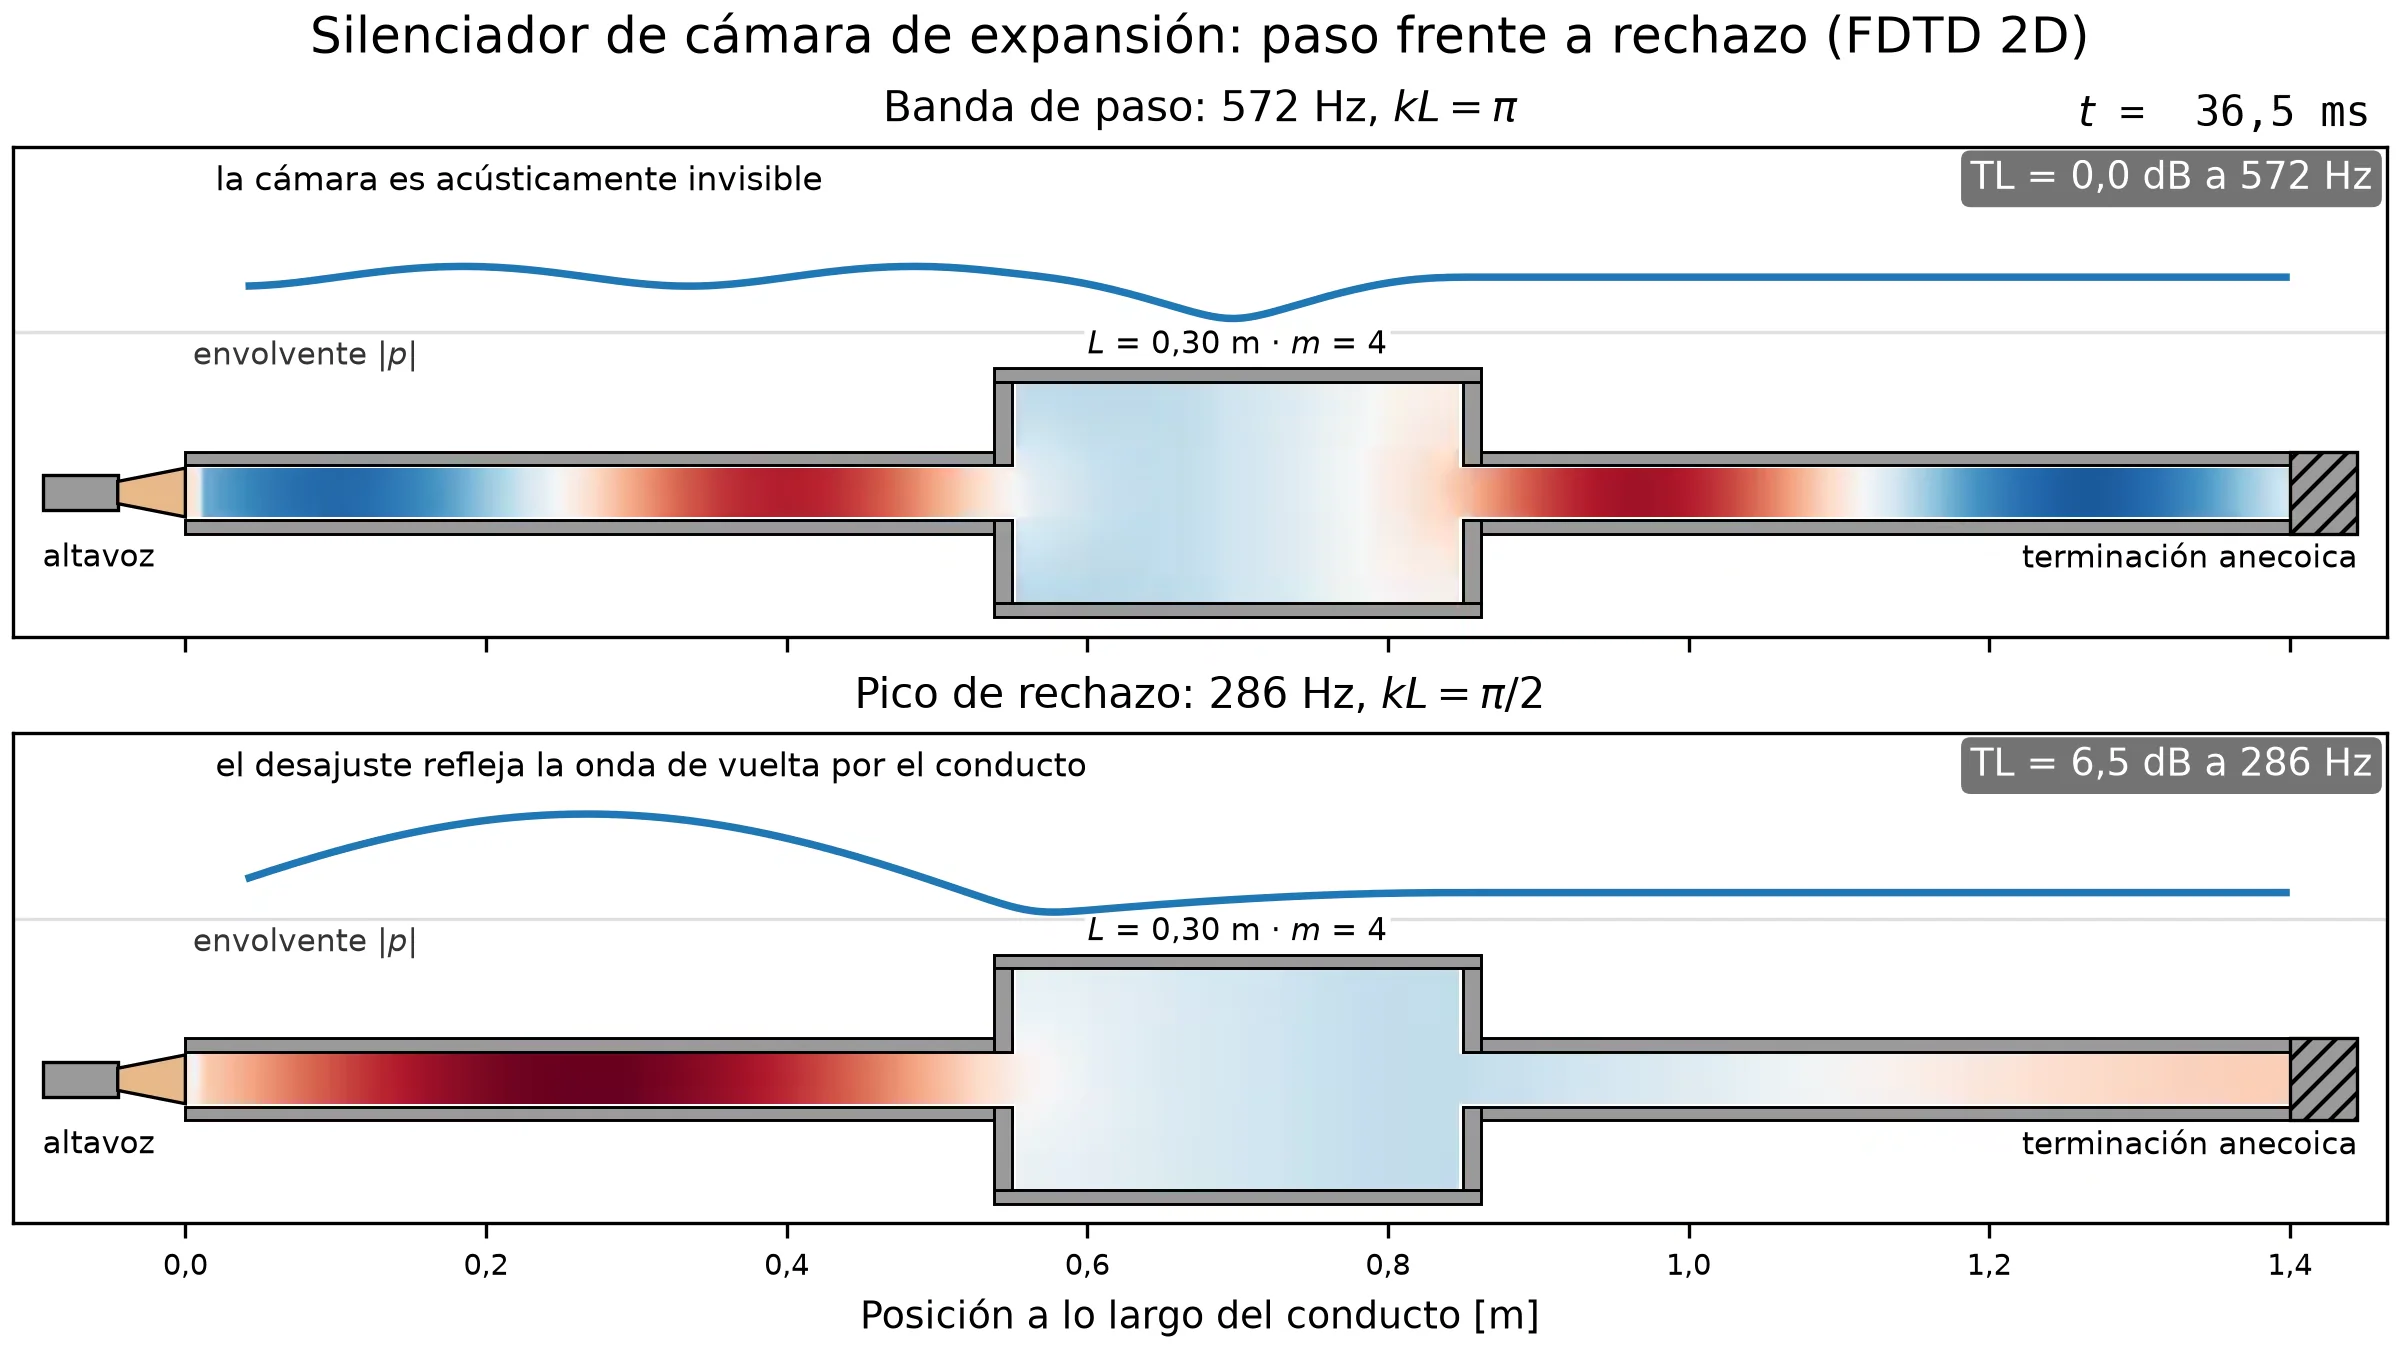 Silenciador de cámara de expansión: paso frente a rechazo (FDTD 2D)
Banda de paso: 572 Hz, kL = π
t = 36,5 ms
la cámara es acústicamente invisible
TL = 0,0 dB a 572 Hz
envolvente |p|
L = 0,30 m · m = 4
altavoz
terminación anecoica
Pico de rechazo: 286 Hz, kL = π/2
el desajuste refleja la onda de vuelta por el conducto
TL = 6,5 dB a 286 Hz
envolvente |p|
L = 0,30 m · m = 4
altavoz
terminación anecoica
0,0 0,2 0,4 0,6 0,8 1,0 1,2 1,4
Posición a lo largo del conducto [m]